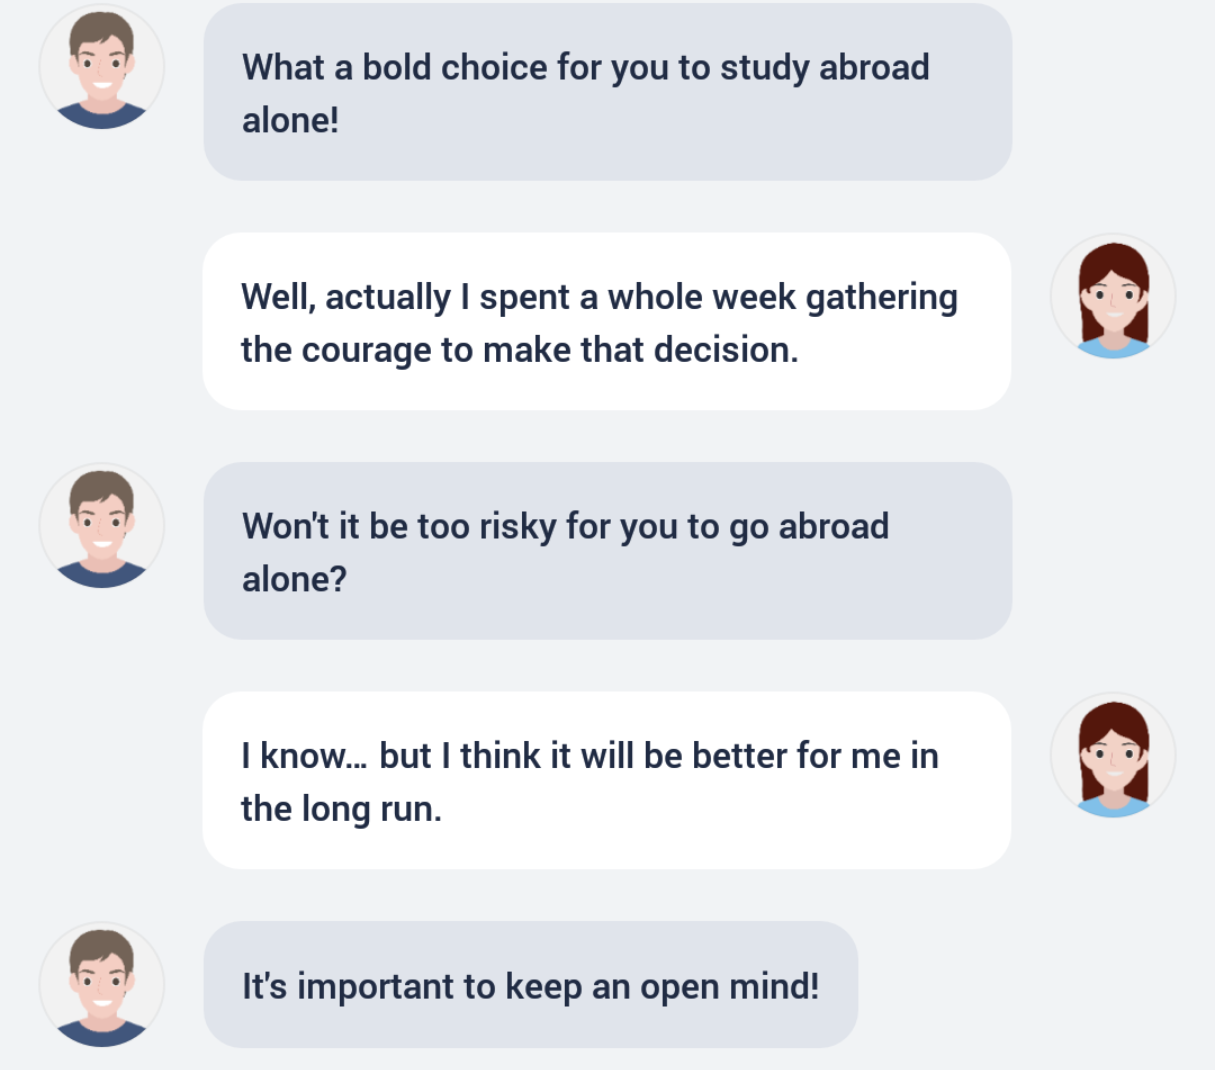 What a bold choice for you to study abroad
alone!
Well, actually I spent a whole week gathering
the courage to make that decision.
Won't it be too risky for you to go abroad
alone?
I know... but I think it will be better for me in
the long run.
It's important to keep an open mind!